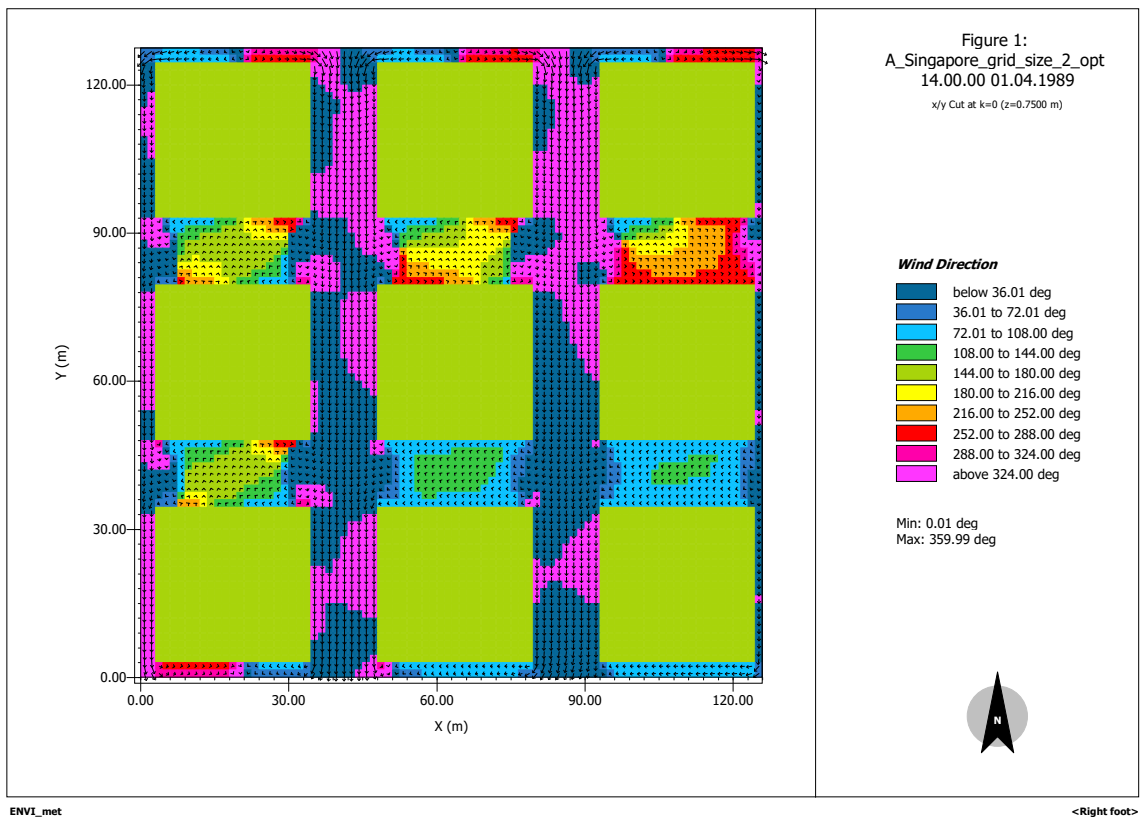 Figure 1:
A_Singapore_grid_size_2_opt
14.00.00 01.04.1989
x/y Cut at k=0 (z=0.7500 m)
120.00
90.00
60.00
30.00
0.00
Y (m)
0.00 30.00 60.00 90.00 120.00
X (m)
Wind Direction
below 36.01 deg
36.01 to 72.01 deg
72.01 to 108.00 deg
108.00 to 144.00 deg
144.00 to 180.00 deg
180.00 to 216.00 deg
216.00 to 252.00 deg
252.00 to 288.00 deg
288.00 to 324.00 deg
above 324.00 deg
Min: 0.01 deg
Max: 359.99 deg
N
ENVI_met
<Right foot>